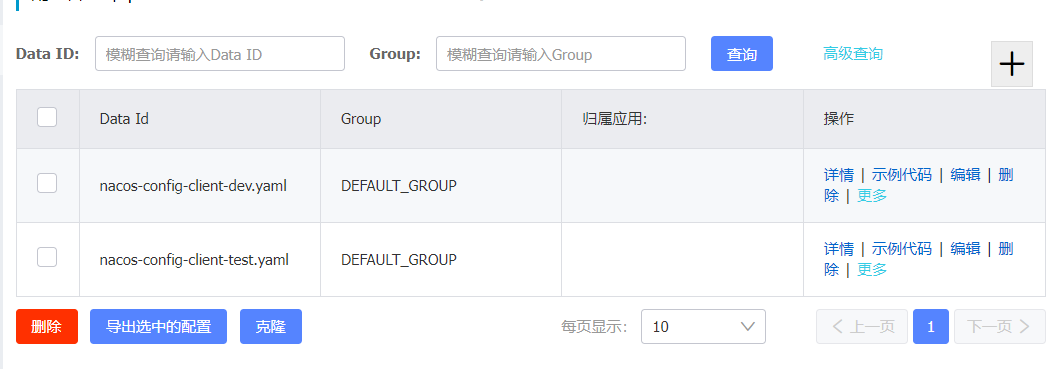 Data ID: 模糊查询请输入Data ID Group: 模糊查询请输入Group 查询 高级查询
Data Id Group 归属应用: 操作
nacos-config-client-dev.yaml DEFAULT_GROUP 详情 | 示例代码 | 编辑 | 删
除 | 更多
nacos-config-client-test.yaml DEFAULT_GROUP 详情 | 示例代码 | 编辑 | 删
除 | 更多
删除 导出选中的配置 克隆 每页显示: 10 上一页 1 下一页